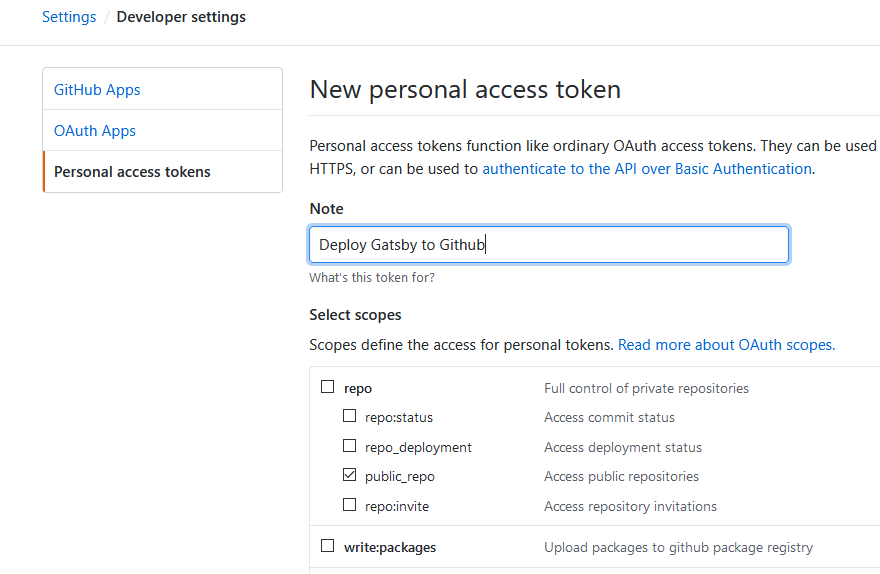 Settings / Developer settings
GitHub Apps
OAuth Apps
Personal access tokens
New personal access token
Personal access tokens function like ordinary OAuth access tokens. They can be used
HTTPS, or can be used to authenticate to the API over Basic Authentication.
Note
Deploy Gatsby to Github
What's this token for?
Select scopes
Scopes define the access for personal tokens. Read more about OAuth scopes.
repo Full control of private repositories
repo:status Access commit status
repo_deployment Access deployment status
public_repo Access public repositories
repo:invite Access repository invitations
write:packages Upload packages to github package registry